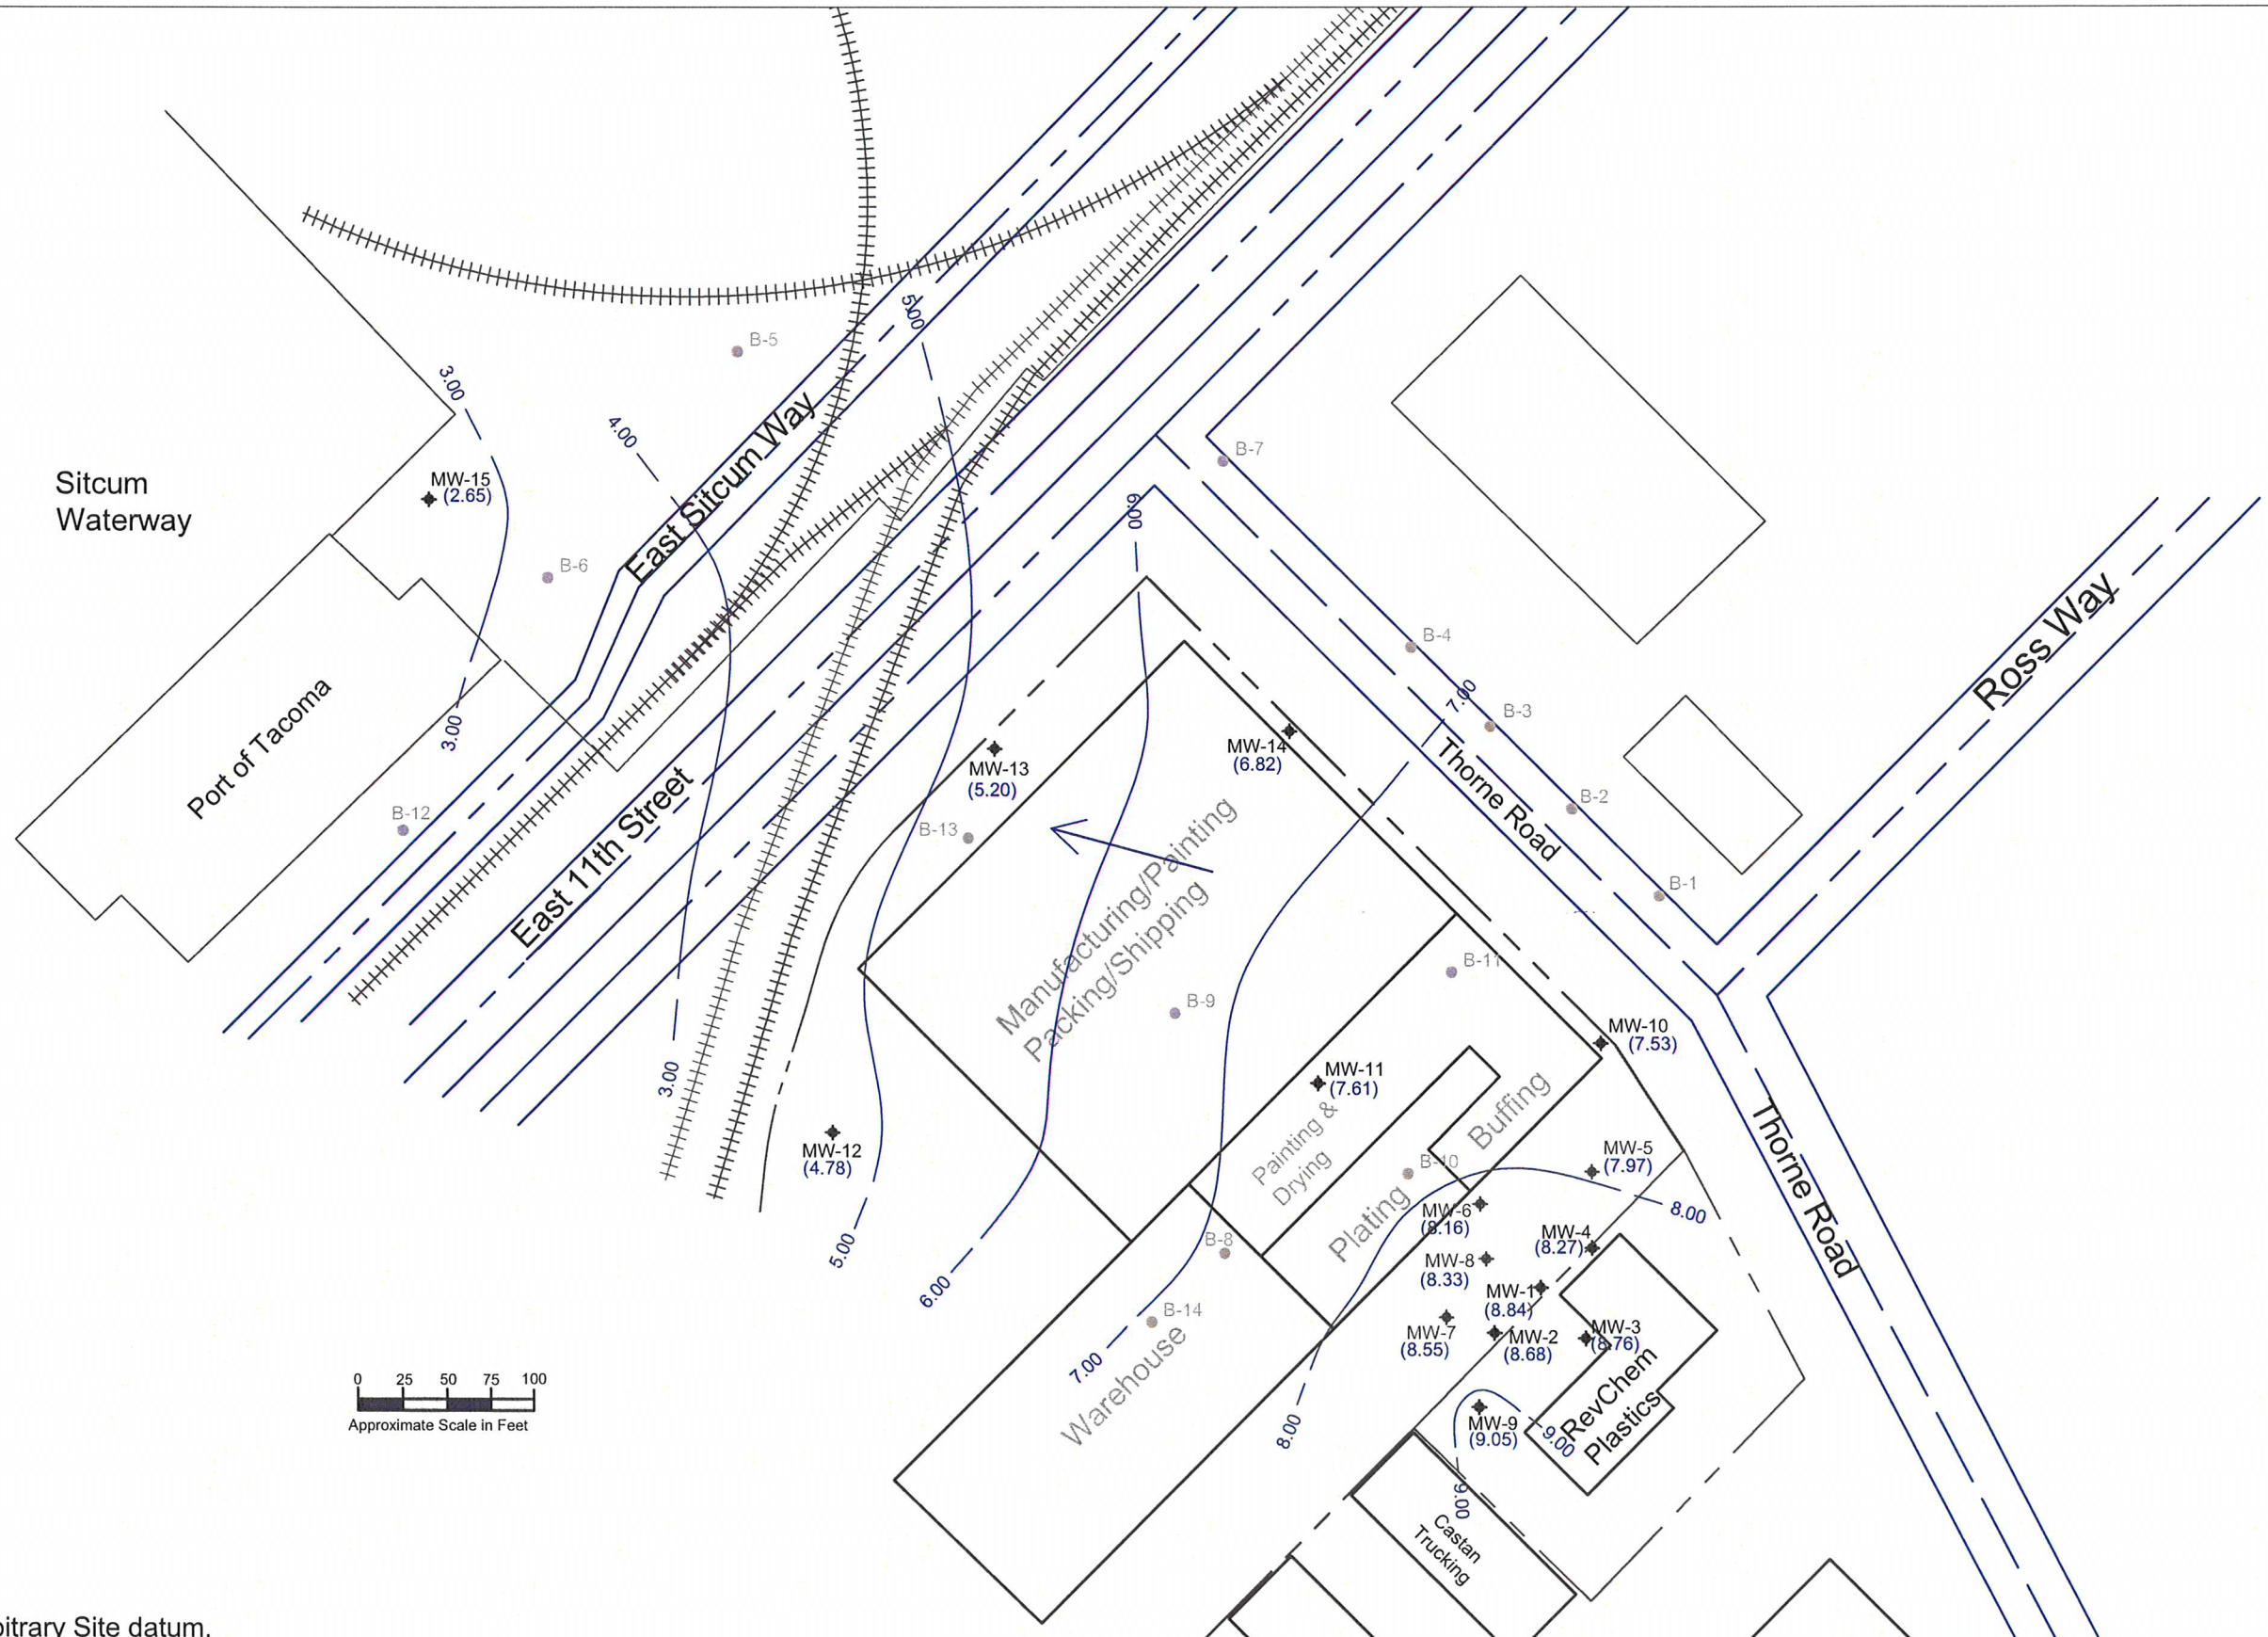 5.00
B-5
3.00
4.00
B-7
Sitcum
Waterway
MW-15
(2.65)
6.00
B-6
East Sitcum Way
Ross Way
B-4
7.00
B-3
3.00
Port of Tacoma
MW-14
(6.82)
MW-13
(5.20)
Thorne Road
B-2
B-12
B-13
East 11th Street
Manufacturing/Painting
Packing/Shipping
B-1
B-11
B-9
MW-10
(7.53)
3.00
MW-11
(7.61)
Painting &
Drying
Buffing
MW-12
(4.78)
MW-5
(7.97)
B-10
Plating
Thorne Road
MW-6
(8.16)
8.00
5.00
B-8
MW-4
(8.27)
MW-8
(8.33)
6.00
MW-1
(8.84)
B-14
MW-7
(8.55)
MW-2
(8.68)
MW-3
(8.76)
7.00
Warehouse
RevChem
Plastics
0 25 50 75 100
Approximate Scale in Feet
8.00
MW-9
(9.05)
9.00
9.00
Castan
Trucking
bitrary Site datum.